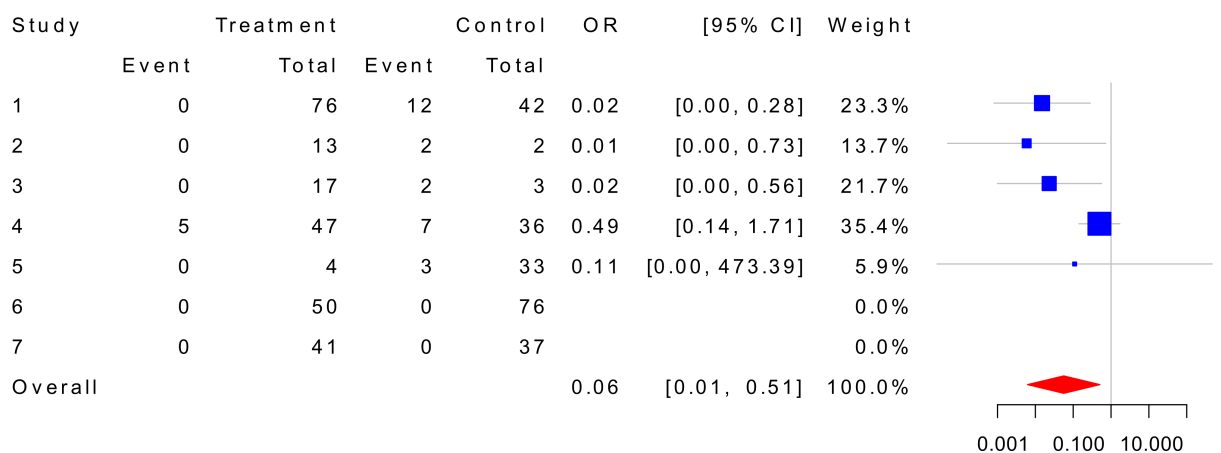 Study Treatment Control OR [95% CI] Weight
Event Total Event Total
1 0 76 12 42 0.02 [0.00, 0.28] 23.3%
2 0 13 2 2 0.01 [0.00, 0.73] 13.7%
3 0 17 2 3 0.02 [0.00, 0.56] 21.7%
4 5 47 7 36 0.49 [0.14, 1.71] 35.4%
5 0 4 3 33 0.11 [0.00, 473.39] 5.9%
6 0 50 0 76 0.0%
7 0 41 0 37 0.0%
Overall 0.06 [0.01, 0.51] 100.0%
0.001 0.100 10.000